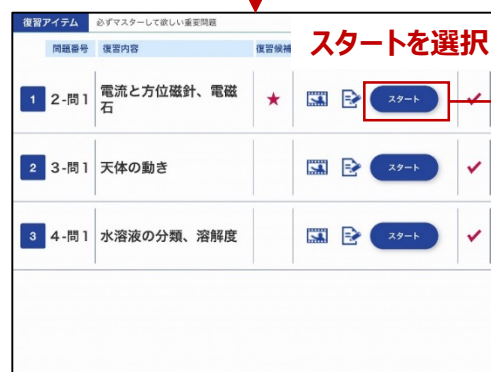 復習アイテム 必ずマスターして欲しい重要問題
問題番号 復習内容 復習候補
スタートを選択
1 2-問1 電流と方位磁針、電磁
石 ★ スタート ✓
2 3-問1 天体の動き スタート ✓
3 4-問1 水溶液の分類、溶解度 スタート ✓